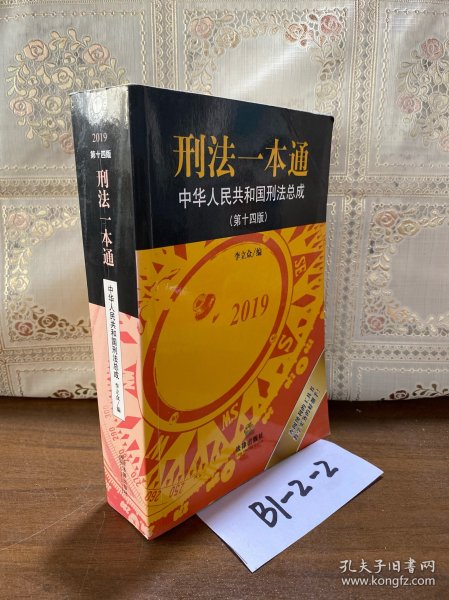 2019
第十四版
刑法一本通
中华人民共和国刑法总成
李立众/编
刑法一本通
中华人民共和国刑法总成
(第十四版)
李立众/编
2019
SE
SW
法律出版社
B1-2-2
孔夫子旧书网
www.kongfz.com